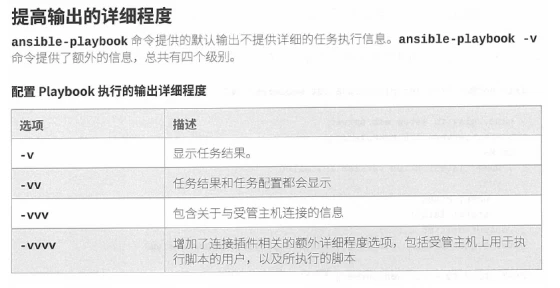 提高输出的详细程度
ansible-playbook 命令提供的默认输出不提供详细的任务执行信息。ansible-playbook -v
命令提供了额外的信息，总共有四个级别。
配置 Playbook 执行的输出详细程度
选项 描述
-v 显示任务结果。
-vv 任务结果和任务配置都会显示
-vvv 包含关于与受管主机连接的信息
-vvvv 增加了连接插件相关的额外详细程度选项，包括受管主机上用于执
行脚本的用户，以及所执行的脚本